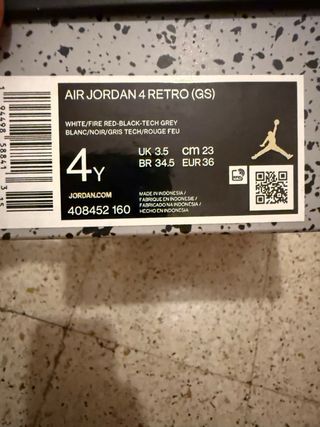 AIR JORDAN 4 RETRO (GS)
WHITE/FIRE RED-BLACK-TECH GREY
BLANC/NOIR/GRIS TECH/ROUGE FEU
4Y
UK 3.5 cm 23
BR 34.5 EUR 36
JORDAN.COM
408452 160
MADE IN INDONESIA/
FABRIQUE EN INDONESIE/
FABRICADO NA INDONESIA/
HECHO EN INDONESIA